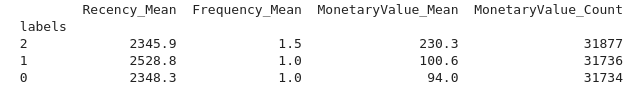 Recency_Mean Frequency_Mean MonetaryValue_Mean MonetaryValue_Count
labels
2 2345.9 1.5 230.3 31877
1 2528.8 1.0 100.6 31736
0 2348.3 1.0 94.0 31734